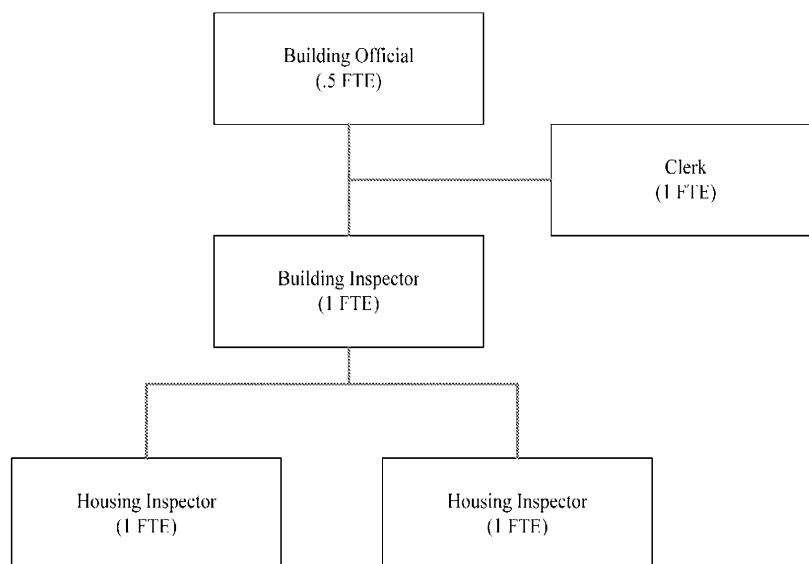 Building Official
(.5 FTE)
Clerk
(1 FTE)
Building Inspector
(1 FTE)
Housing Inspector
(1 FTE)
Housing Inspector
(1 FTE)